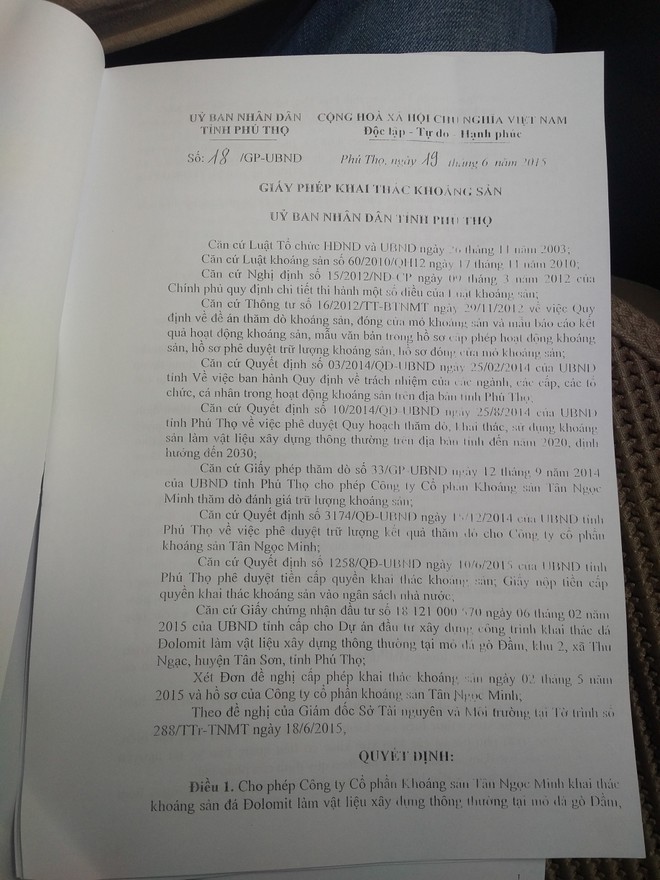 UỶ BAN NHÂN DÂN
TỈNH PHÚ THỌ
CỘNG HOÀ XÃ HỘI CHỦ NGHĨA VIỆT NAM
Độc lập - Tự do - Hạnh phúc
Số: 18 /GP-UBND
Phú Thọ, ngày 19 tháng 6 năm 2015
GIẤY PHÉP KHAI THÁC KHOÁNG SẢN
UỶ BAN NHÂN DÂN TỈNH PHÚ THỌ
Căn cứ Luật Tổ chức HĐND và UBND ngày 26 tháng 11 năm 2003;
Căn cứ Luật khoáng sản số 60/2010/QH12 ngày 17 tháng 11 năm 2010;
Căn cứ Nghị định số 15/2012/NĐ-CP ngày 09 tháng 3 năm 2012 của
Chính phủ quy định chi tiết thi hành một số điều của Luật khoáng sản;
Căn cứ Thông tư số 16/2012/TT-BTNMT ngày 29/11/2012 về việc Quy
định về đề án thăm dò khoáng sản, đóng cửa mỏ khoáng sản và mẫu báo cáo kết
quả hoạt động khoáng sản, mẫu văn bản trong hồ sơ cấp phép hoạt động khoáng
sản, hồ sơ phê duyệt trữ lượng khoáng sản, hồ sơ đóng cửa mỏ khoáng sản;
Căn cứ Quyết định số 03/2014/QĐ-UBND ngày 25/02/2014 của UBND
tỉnh Về việc ban hành Quy định về trách nhiệm của các ngành, các cấp, các tổ
chức, cá nhân trong hoạt động khoáng sản trên địa bàn tỉnh Phú Thọ;
Căn cứ Quyết định số 10/2014/QĐ-UBND ngày 25/8/2014 của UBND
tỉnh Phú Thọ về việc phê duyệt Quy hoạch thăm dò, khai thác, sử dụng khoáng
sản làm vật liệu xây dựng thông thường trên địa bàn tỉnh đến năm 2020, định
hướng đến 2030;
Căn cứ Giấy phép thăm dò số 33/GP-UBND ngày 12 tháng 9 năm 2014
của UBND tỉnh Phú Thọ cho phép Công ty Cổ phần Khoáng sản Tân Ngọc
Minh thăm dò đánh giá trữ lượng khoáng sản;
Căn cứ Quyết định số 3174/QĐ-UBND ngày /12/2014 của UBND tỉnh
Phú Thọ về việc phê duyệt trữ lượng kết quả thăm dò cho Công ty cổ phần
khoáng sản Tân Ngọc Minh;
Căn cứ Quyết định số 1258/QĐ-UBND ngày 10/6/2015 của UBND tỉnh
Phú Thọ phê duyệt tiền cấp quyền khai thác khoáng sản; Giấy nộp tiền cấp
quyền khai thác khoáng sản vào ngân sách nhà nước;
Căn cứ Giấy chứng nhận đầu tư số 18 121 000 ngày 06 tháng 02 năm
2015 của UBND tỉnh cấp cho Dự án đầu tư xây dựng công trình khai thác đá
Đolomit làm vật liệu xây dựng thông thường tại mỏ đá gò Đẫm, khu 2, xã Thu
Ngạc, huyện Tân Sơn, tỉnh Phú Thọ;
Xét Đơn đề nghị cấp phép khai thác khoáng sản ngày 02 tháng 5 năm
2015 và hồ sơ của Công ty cổ phần khoáng sản Tân Ngọc Minh;
Theo đề nghị của Giám đốc Sở Tài nguyên và Môi trường tại Tờ trình số
288/TTr-TNMT ngày 18/6/2015,
QUYẾT ĐỊNH:
Điều 1. Cho phép Công ty Cổ phần Khoáng sản Tân Ngọc Minh khai thác
khoáng sản đá Đolomit làm vật liệu xây dựng thông thường tại mỏ đá gò Đẫm,